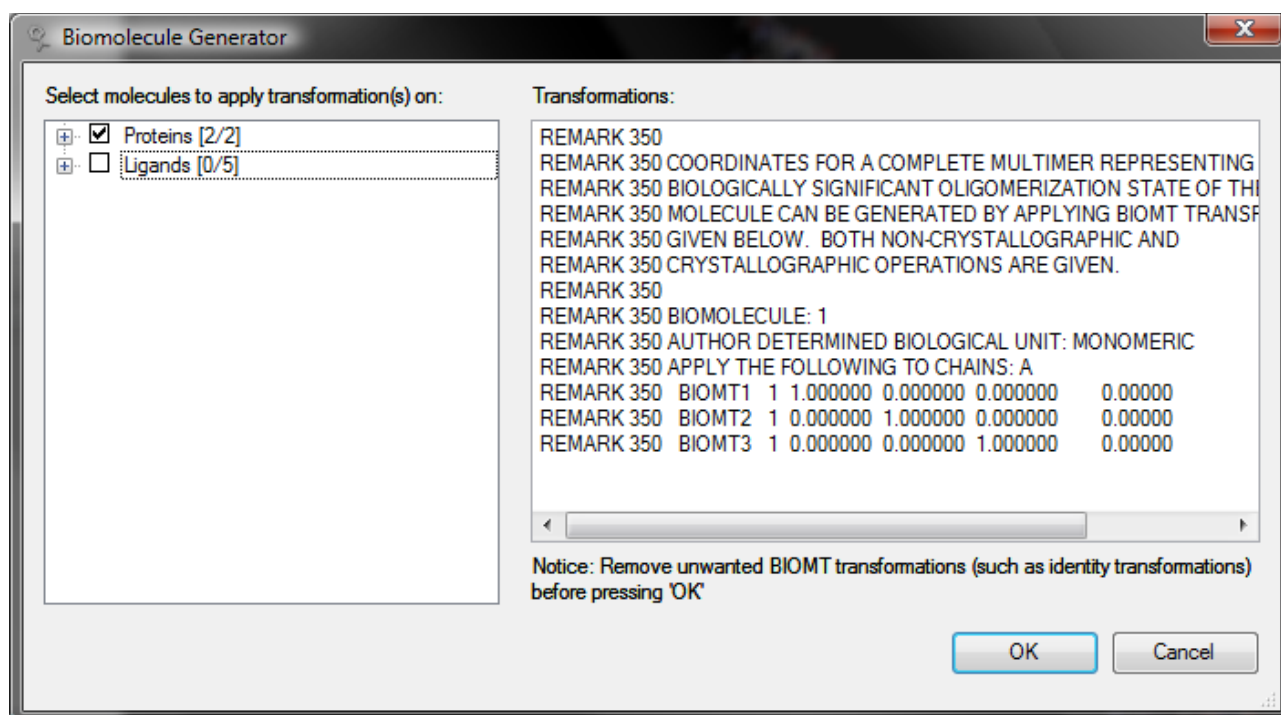 Biomolecule Generator
Select molecules to apply transformation(s) on:
Proteins [2/2]
Ligands [0/5]
Transformations:
REMARK 350
REMARK 350 COORDINATES FOR A COMPLETE MULTIMER REPRESENTING
REMARK 350 BIOLOGICALLY SIGNIFICANT OLIGOMERIZATION STATE OF THE
REMARK 350 MOLECULE CAN BE GENERATED BY APPLYING BIOMT TRANSF
REMARK 350 GIVEN BELOW.  BOTH NON-CRYSTALLOGRAPHIC AND
REMARK 350 CRYSTALLOGRAPHIC OPERATIONS ARE GIVEN.
REMARK 350
REMARK 350 BIOMOLECULE: 1
REMARK 350 AUTHOR DETERMINED BIOLOGICAL UNIT: MONOMERIC
REMARK 350 APPLY THE FOLLOWING TO CHAINS: A
REMARK 350   BIOMT1   1  1.000000  0.000000  0.000000        0.00000
REMARK 350   BIOMT2   1  0.000000  1.000000  0.000000        0.00000
REMARK 350   BIOMT3   1  0.000000  0.000000  1.000000        0.00000
Notice: Remove unwanted BIOMT transformations (such as identity transformations)
before pressing 'OK'
OK
Cancel